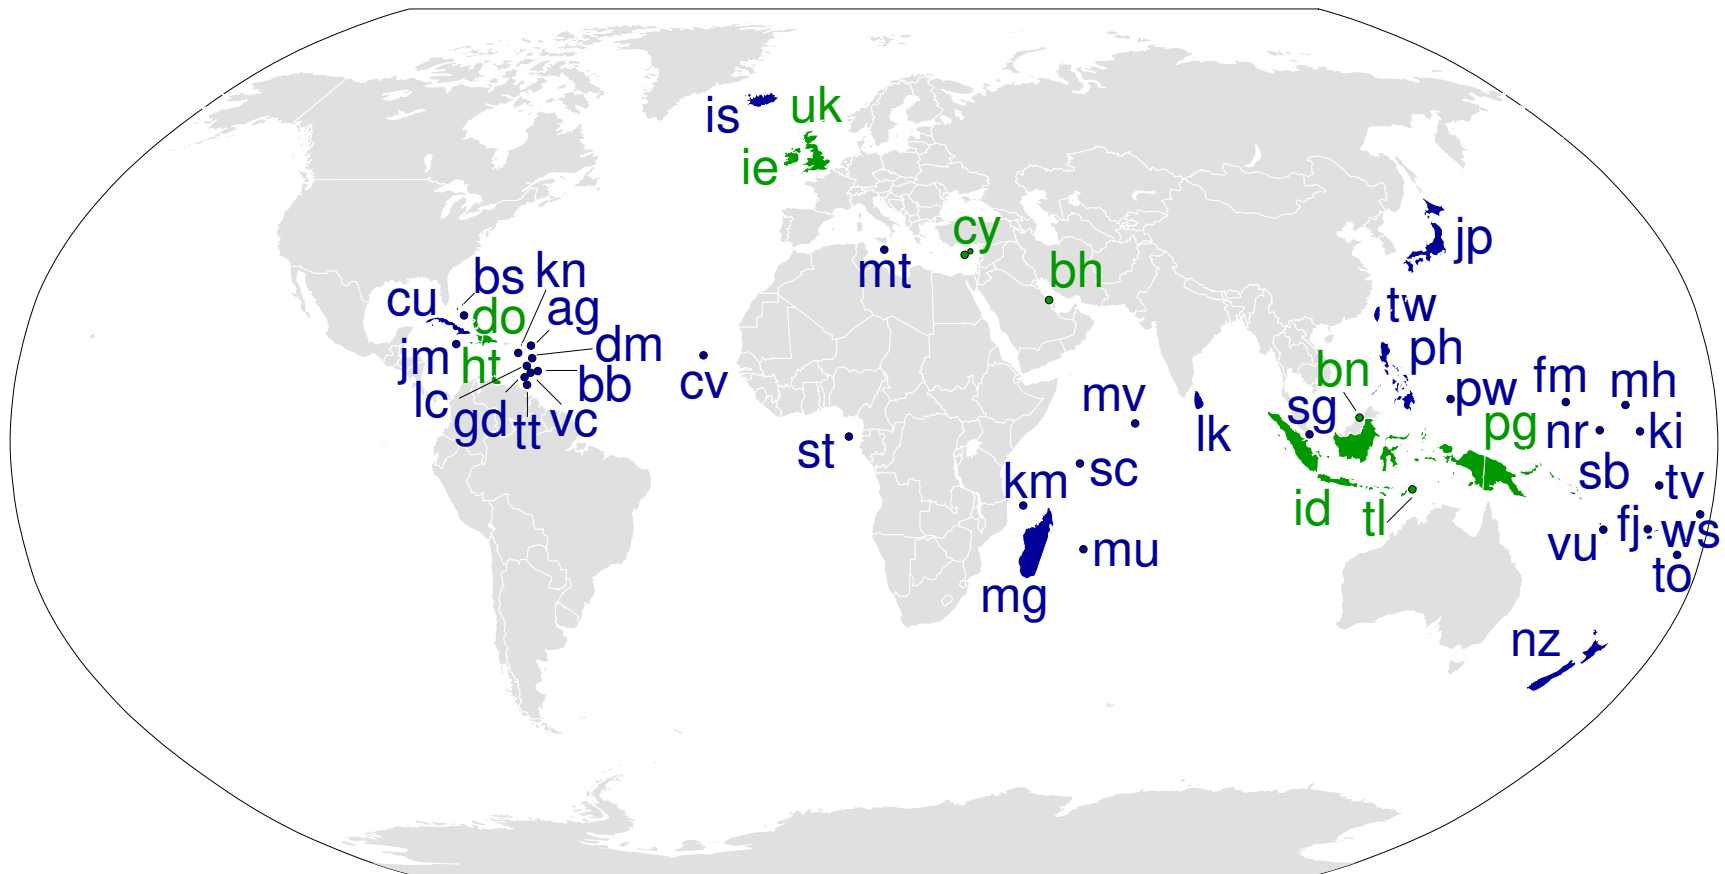 is
uk
ie
cy
mt
bh
jp
tw
ph
bs
kn
cu
do
ag
jm
ht
dm
lc
bb
gd
tt
vc
cv
st
mv
lk
km
sc
mg
mu
bn
sg
pw
fm
mh
pg
nr
ki
id
tl
sb
tv
vu
fj
ws
to
nz